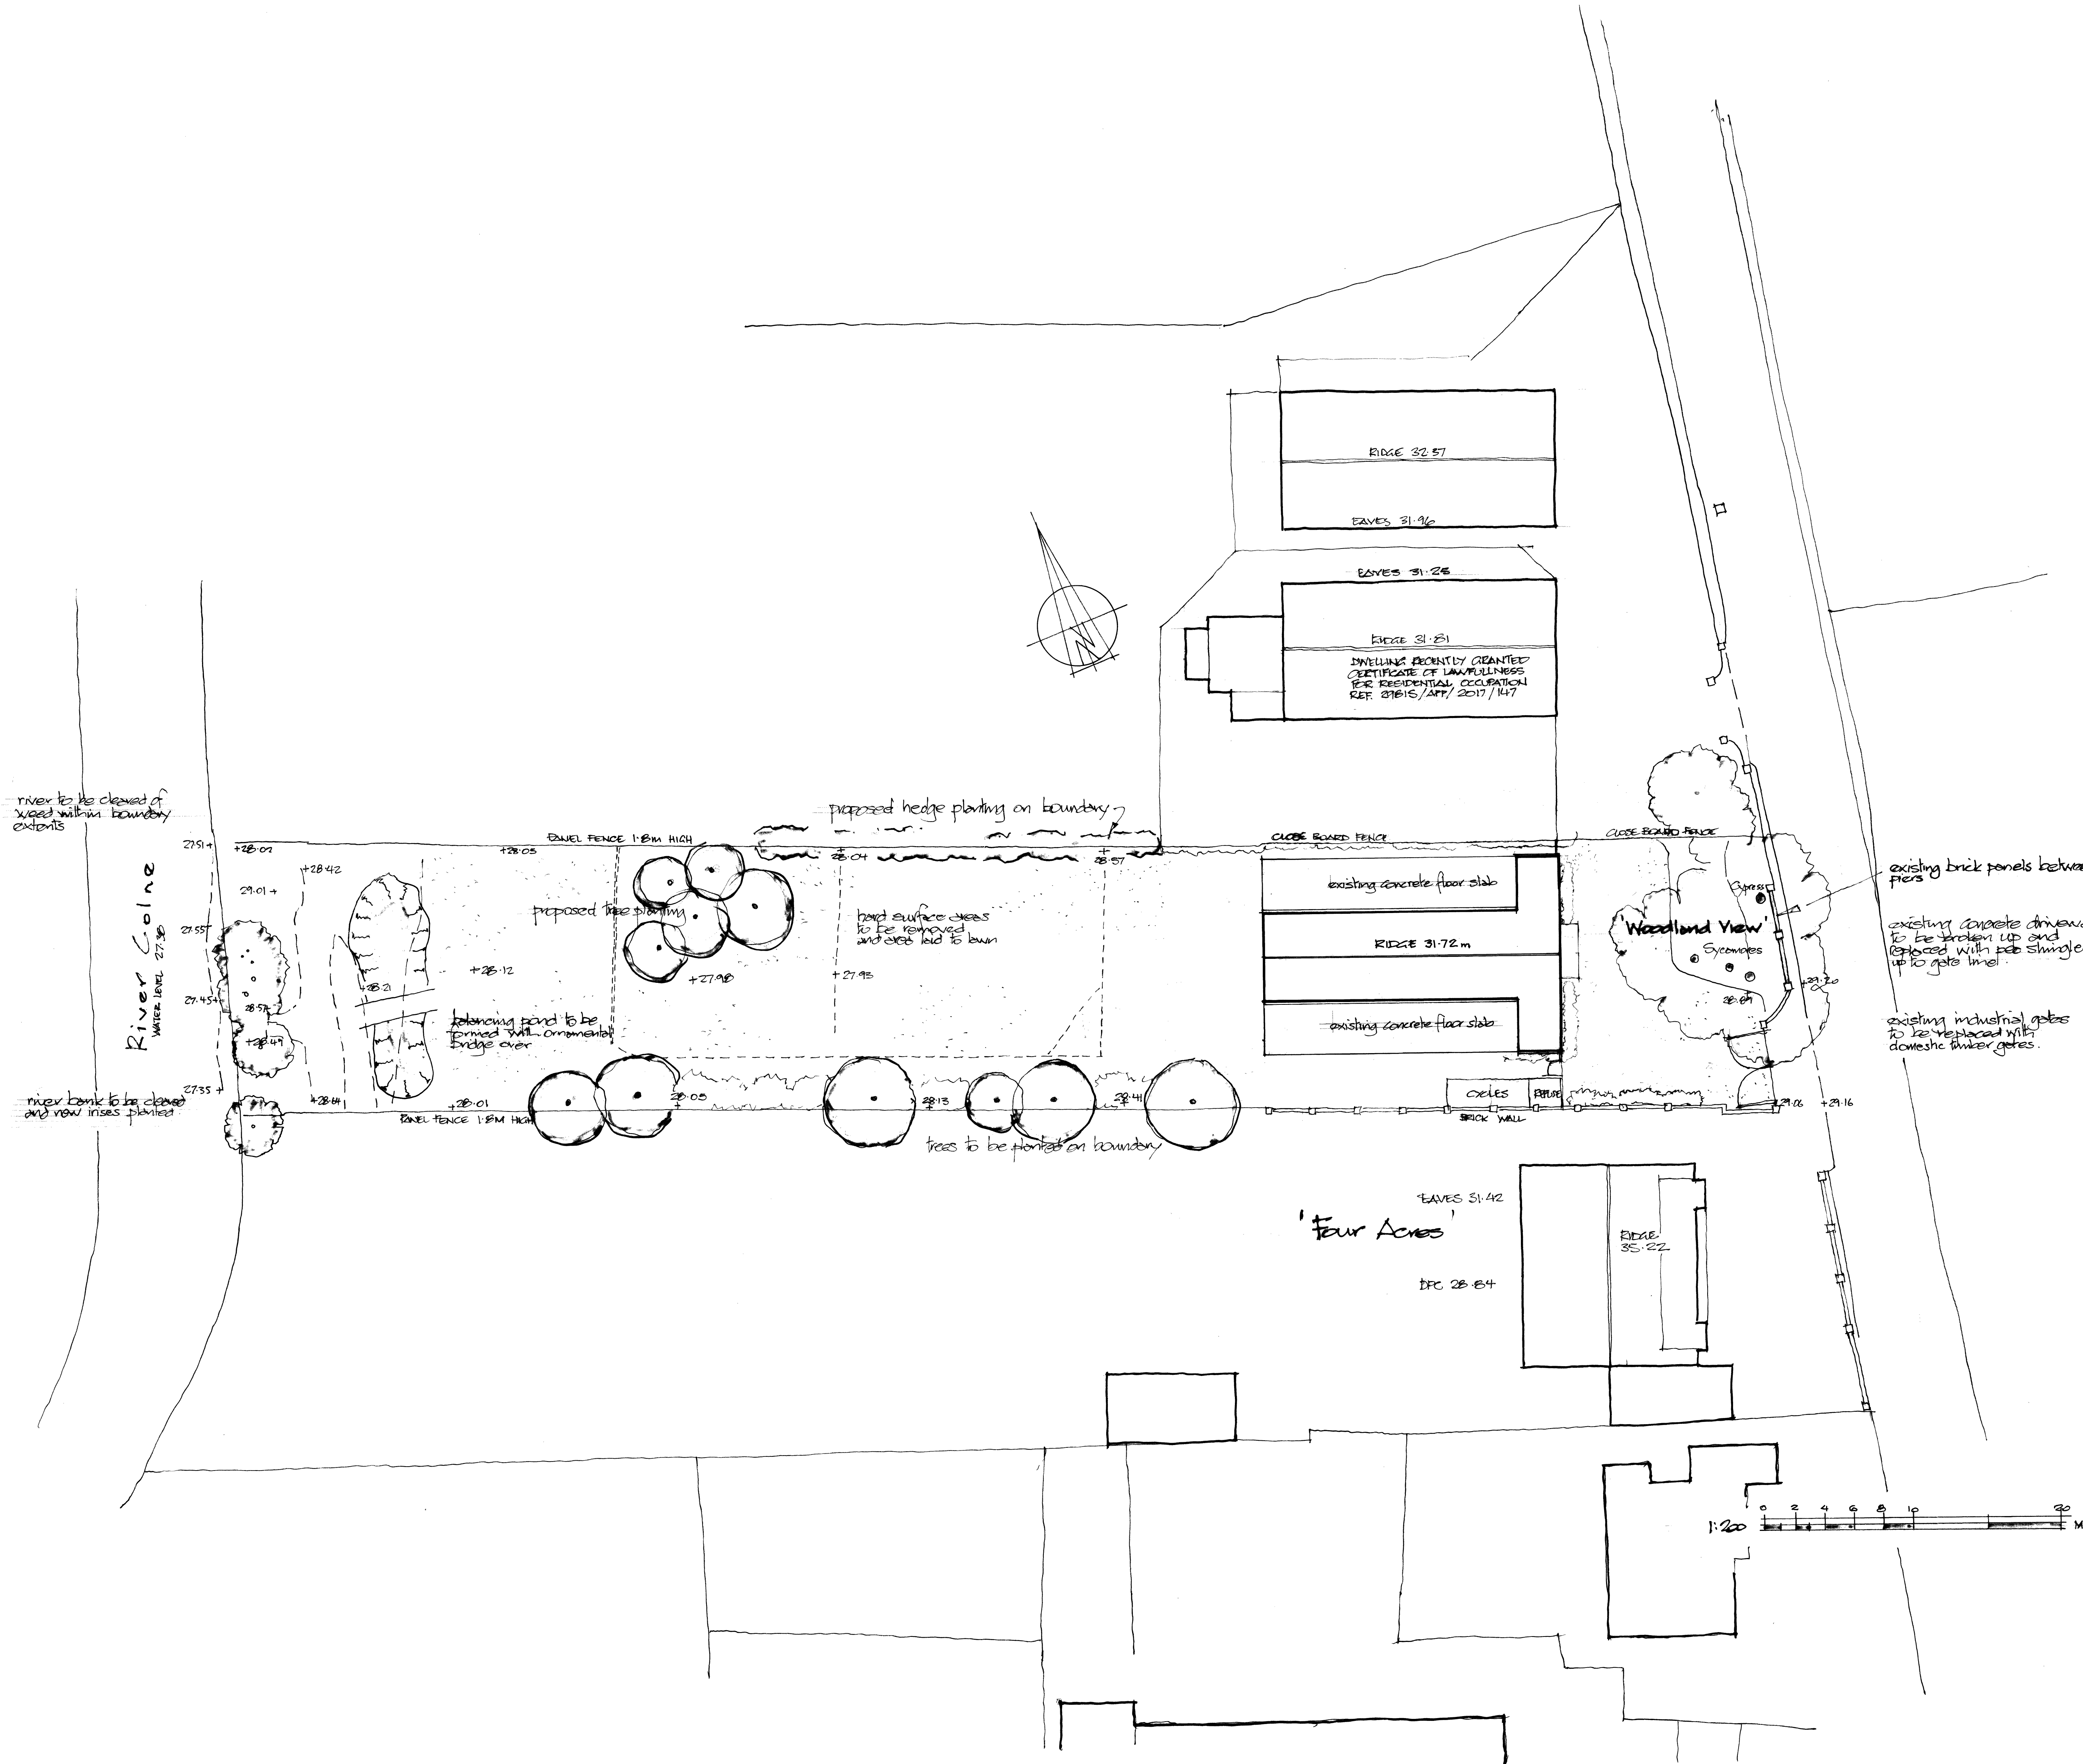 RIDGE 32.57
EAVES 31.96
EAVES 31.28
RIDGE 31.81
DWELLING RECENTLY GRANTED
CERTIFICATE OF LAWFULLNESS
FOR RESIDENTIAL OCCUPATION
REF. 29815/APP/2017/147
N
river to be cleared of
weed within boundary
extents
proposed hedge planting on boundary
PANEL FENCE 1.8m HIGH
CLOSE BOARD FENCE
CLOSE BOARD FENCE
27.51 +
+28.07
+28.03
28.04
28.57
+28.42
29.01 +
River Colne
WATER LEVEL 27.38
27.55
proposed tree planting
hard surface areas
to be removed
and area laid to lawn
existing concrete floor slab
RIDGE 31.72m
existing concrete floor slab
Cypress
'Woodland View'
Sycamores
existing brick panels between
piers
existing concrete driveway
to be broken up and
replaced with pea shingle
up to gate line.
+28.12
+27.98
+27.93
+28.21
27.45+
28.57
28.89
+29.20
balancing pond to be
formed with ornamental
bridge over
+28.49
existing industrial gates
to be replaced with
domestic timber gates.
27.35 +
river bank to be cleared
and new irises planted.
+28.64
+28.01
28.05
28.13
28.41
CYCLES
REFUSE
BRICK WALL
29.06
+29.16
PANEL FENCE 1.8M HIGH
trees to be planted on boundary
EAVES 31.42
'Four Acres'
RIDGE
35.22
DPC 28.84
1:200
0 2 4 6 8 10 20
M